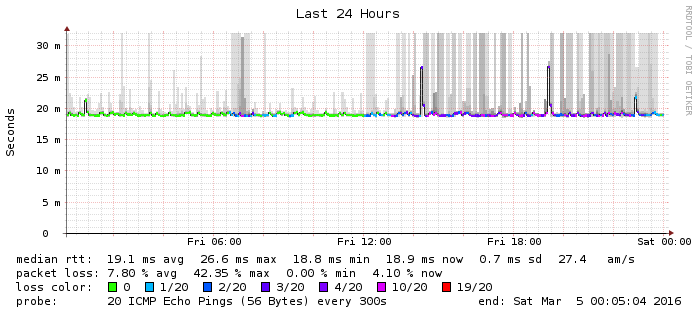 Last 24 Hours
RRDTOOL / TOBI OETIKER
Seconds
30 m
25 m
20 m
15 m
10 m
5 m
0
Fri 06:00 Fri 12:00 Fri 18:00 Sat 00:00
median rtt: 19.1 ms avg 26.6 ms max 18.8 ms min 18.9 ms now 0.7 ms sd 27.4 am/s
packet loss: 7.80 % avg 42.35 % max 0.00 % min 4.10 % now
loss color: 0 1/20 2/20 3/20 4/20 10/20 19/20
probe: 20 ICMP Echo Pings (56 Bytes) every 300s end: Sat Mar 5 00:05:04 2016